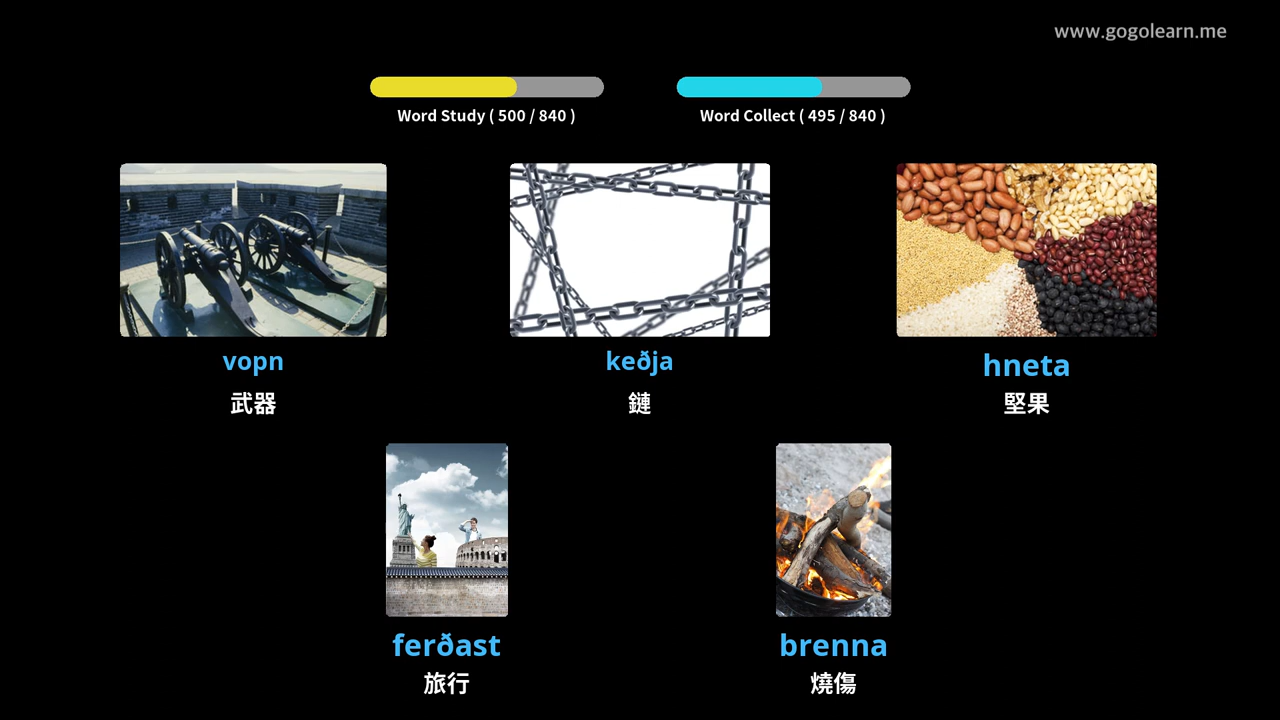 www.gogolearn.me
Word Study ( 500 / 840 )
Word Collect ( 495 / 840 )
vopn
武器
keðja
鏈
hneta
堅果
ferðast
旅行
brenna
燒傷